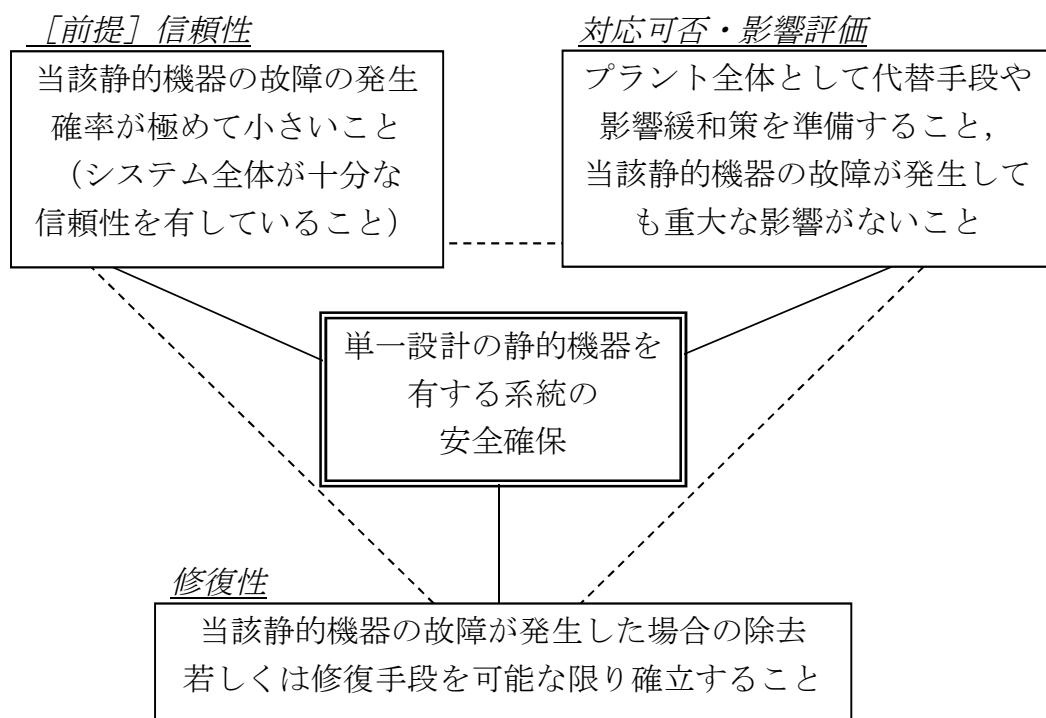 ［前提］信頼性
当該静的機器の故障の発生
確率が極めて小さいこと
（システム全体が十分な
信頼性を有していること）
対応可否・影響評価
プラント全体として代替手段や
影響緩和策を準備すること，
当該静的機器の故障が発生して
も重大な影響がないこと
単一設計の静的機器を
有する系統の
安全確保
修復性
当該静的機器の故障が発生した場合の除去
若しくは修復手段を可能な限り確立すること